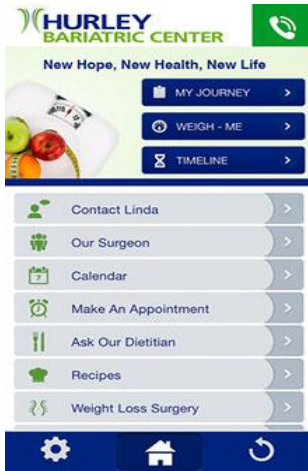 HURLEY
BARIATRIC CENTER
New Hope, New Health, New Life
MY JOURNEY
WEIGH - ME
TIMELINE
Contact Linda
Our Surgeon
Calendar
7
Make An Appointment
Ask Our Dietitian
Recipes
Weight Loss Surgery